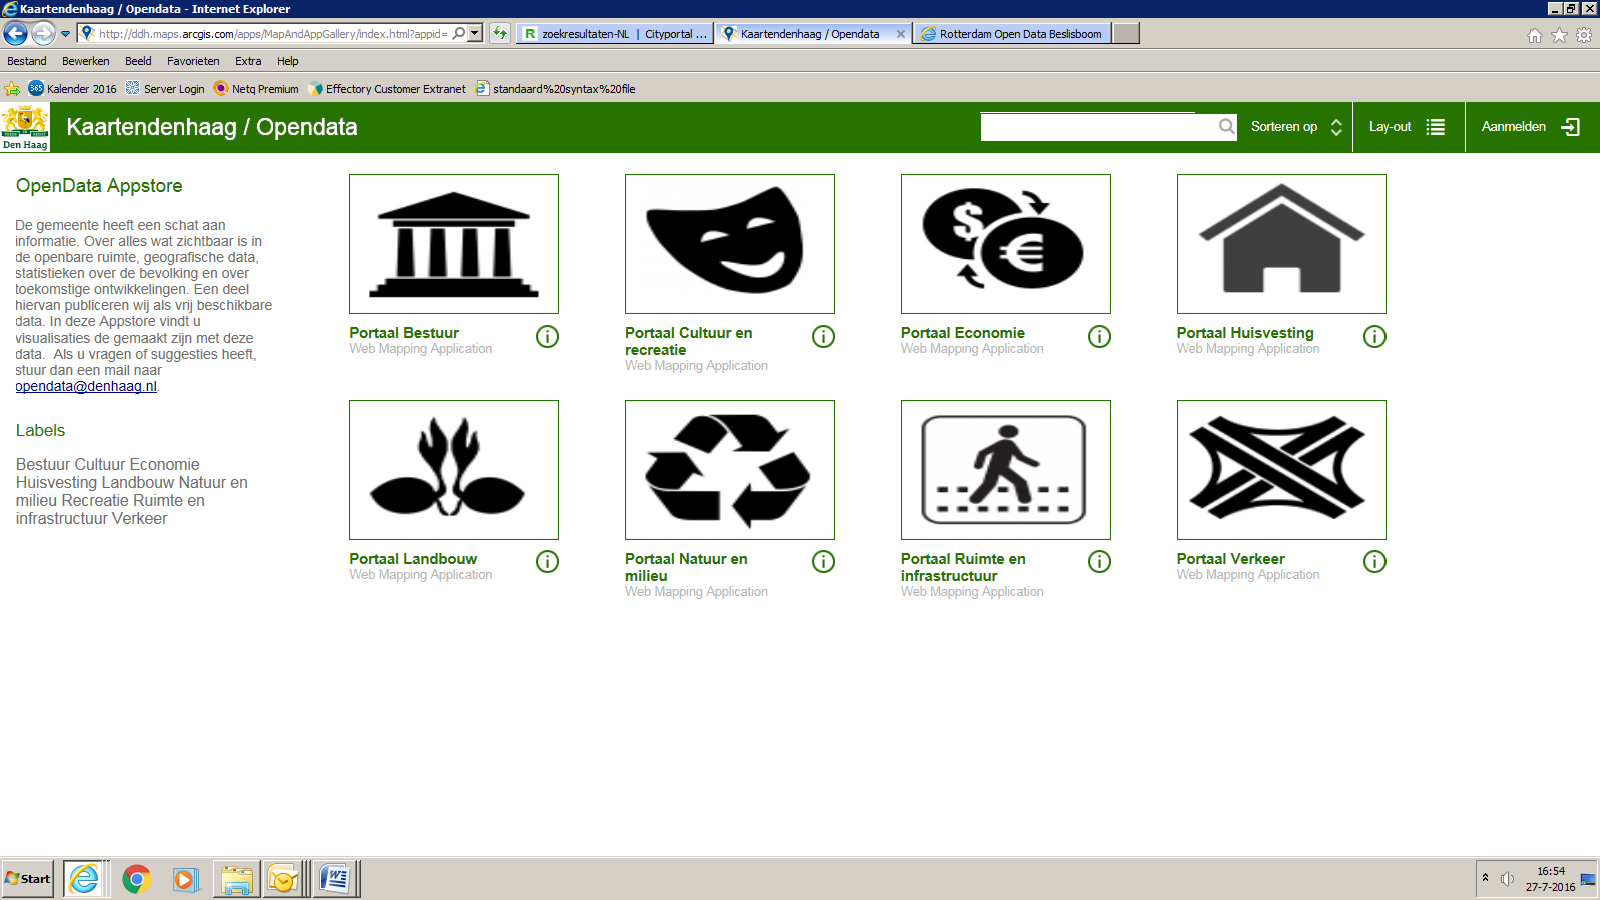 Kaartendenhaag / Opendata - Internet Explorer
http://ddh.maps.arcgis.com/apps/MapAndAppGallery/index.html?appid=
zoekresultaten-NL | Cityportal ...
Kaartendenhaag / Opendata
Rotterdam Open Data Beslisboom
Bestand Bewerken Beeld Favorieten Extra Help
365 Kalender 2016 Server Login Netq Premium Effectory Customer Extranet standaard%20syntax%20file
Den Haag
Kaartendenhaag / Opendata
Sorteren op
Lay-out
Aanmelden
OpenData Appstore
De gemeente heeft een schat aan
informatie. Over alles wat zichtbaar is in
de openbare ruimte, geografische data,
statistieken over de bevolking en over
toekomstige ontwikkelingen. Een deel
hiervan publiceren wij als vrij beschikbare
data. In deze Appstore vindt u
visualisaties de gemaakt zijn met deze
data. Als u vragen of suggesties heeft,
stuur dan een mail naar
opendata@denhaag.nl.
Labels
Bestuur Cultuur Economie
Huisvesting Landbouw Natuur en
milieu Recreatie Ruimte en
infrastructuur Verkeer
Portaal Bestuur
Web Mapping Application
Portaal Cultuur en
recreatie
Web Mapping Application
$ €
Portaal Economie
Web Mapping Application
Portaal Huisvesting
Web Mapping Application
Portaal Landbouw
Web Mapping Application
Portaal Natuur en
milieu
Web Mapping Application
Portaal Ruimte en
infrastructuur
Web Mapping Application
Portaal Verkeer
Web Mapping Application
Start
16:54
27-7-2016